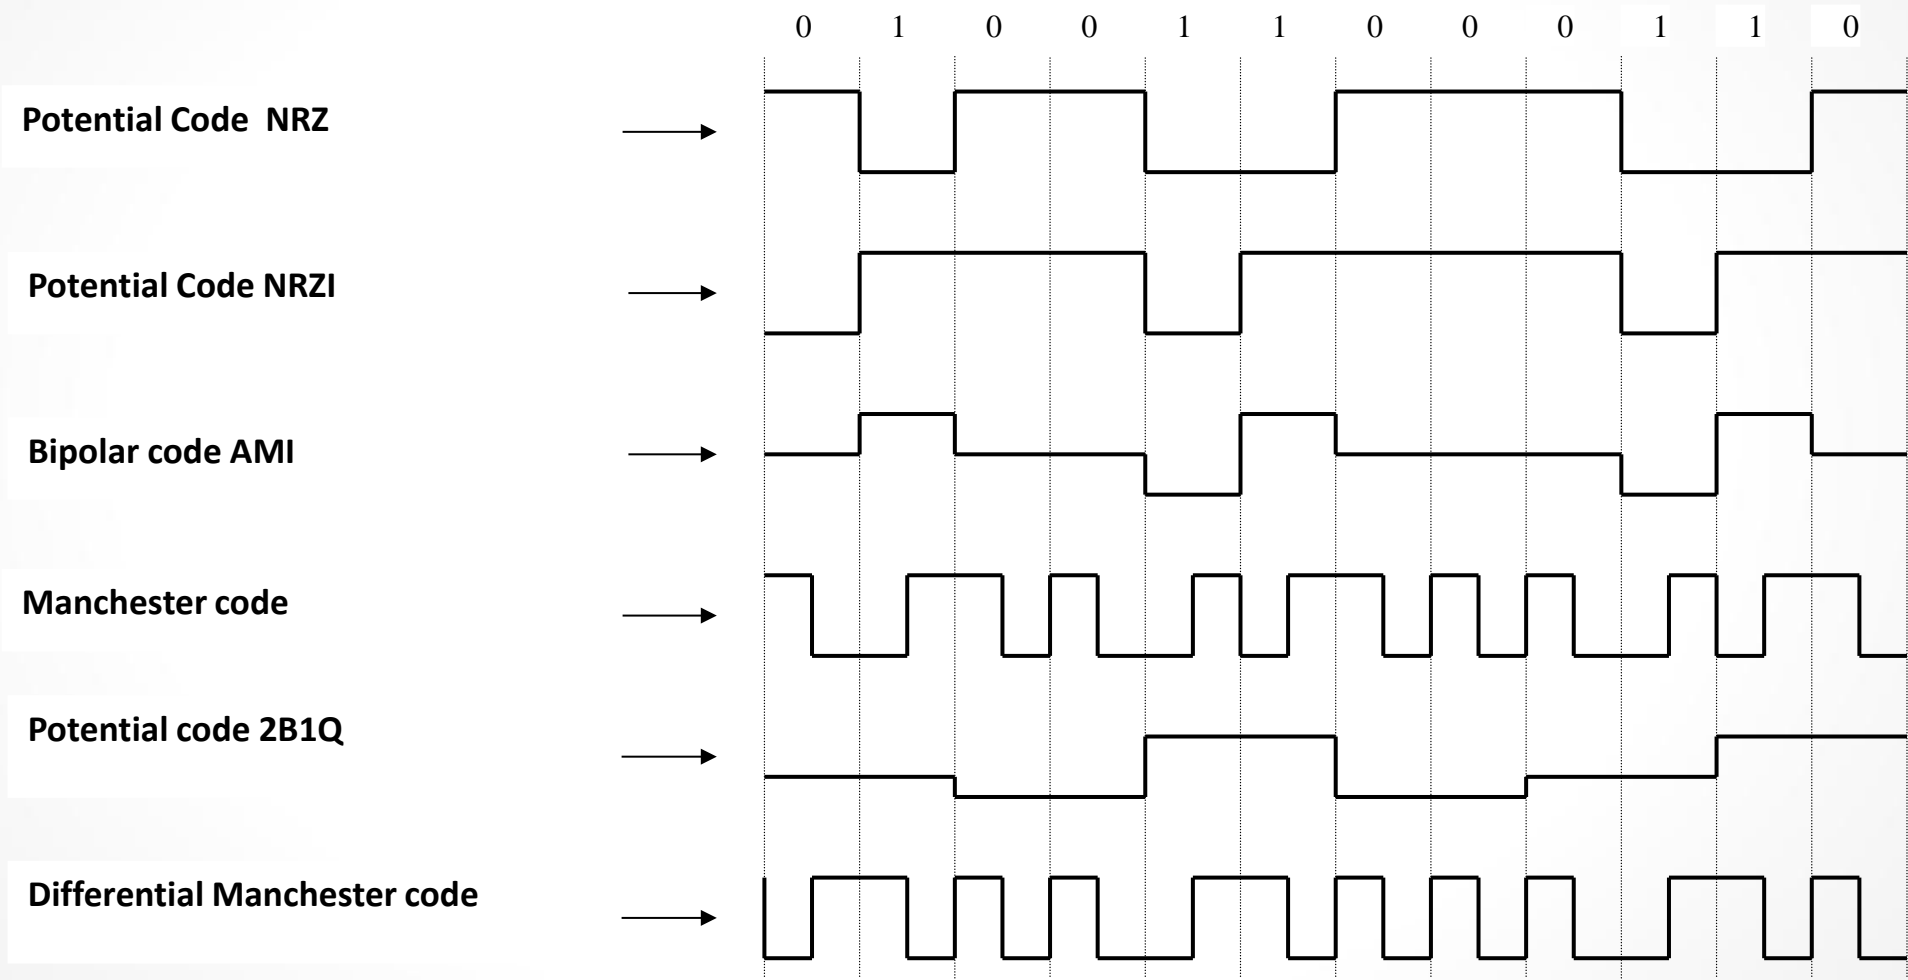 0 1 0 0 1 1 0 0 0 1 1 0
Potential Code  NRZ
Potential Code NRZI
Bipolar code AMI
Manchester code
Potential code 2B1Q
Differential Manchester code